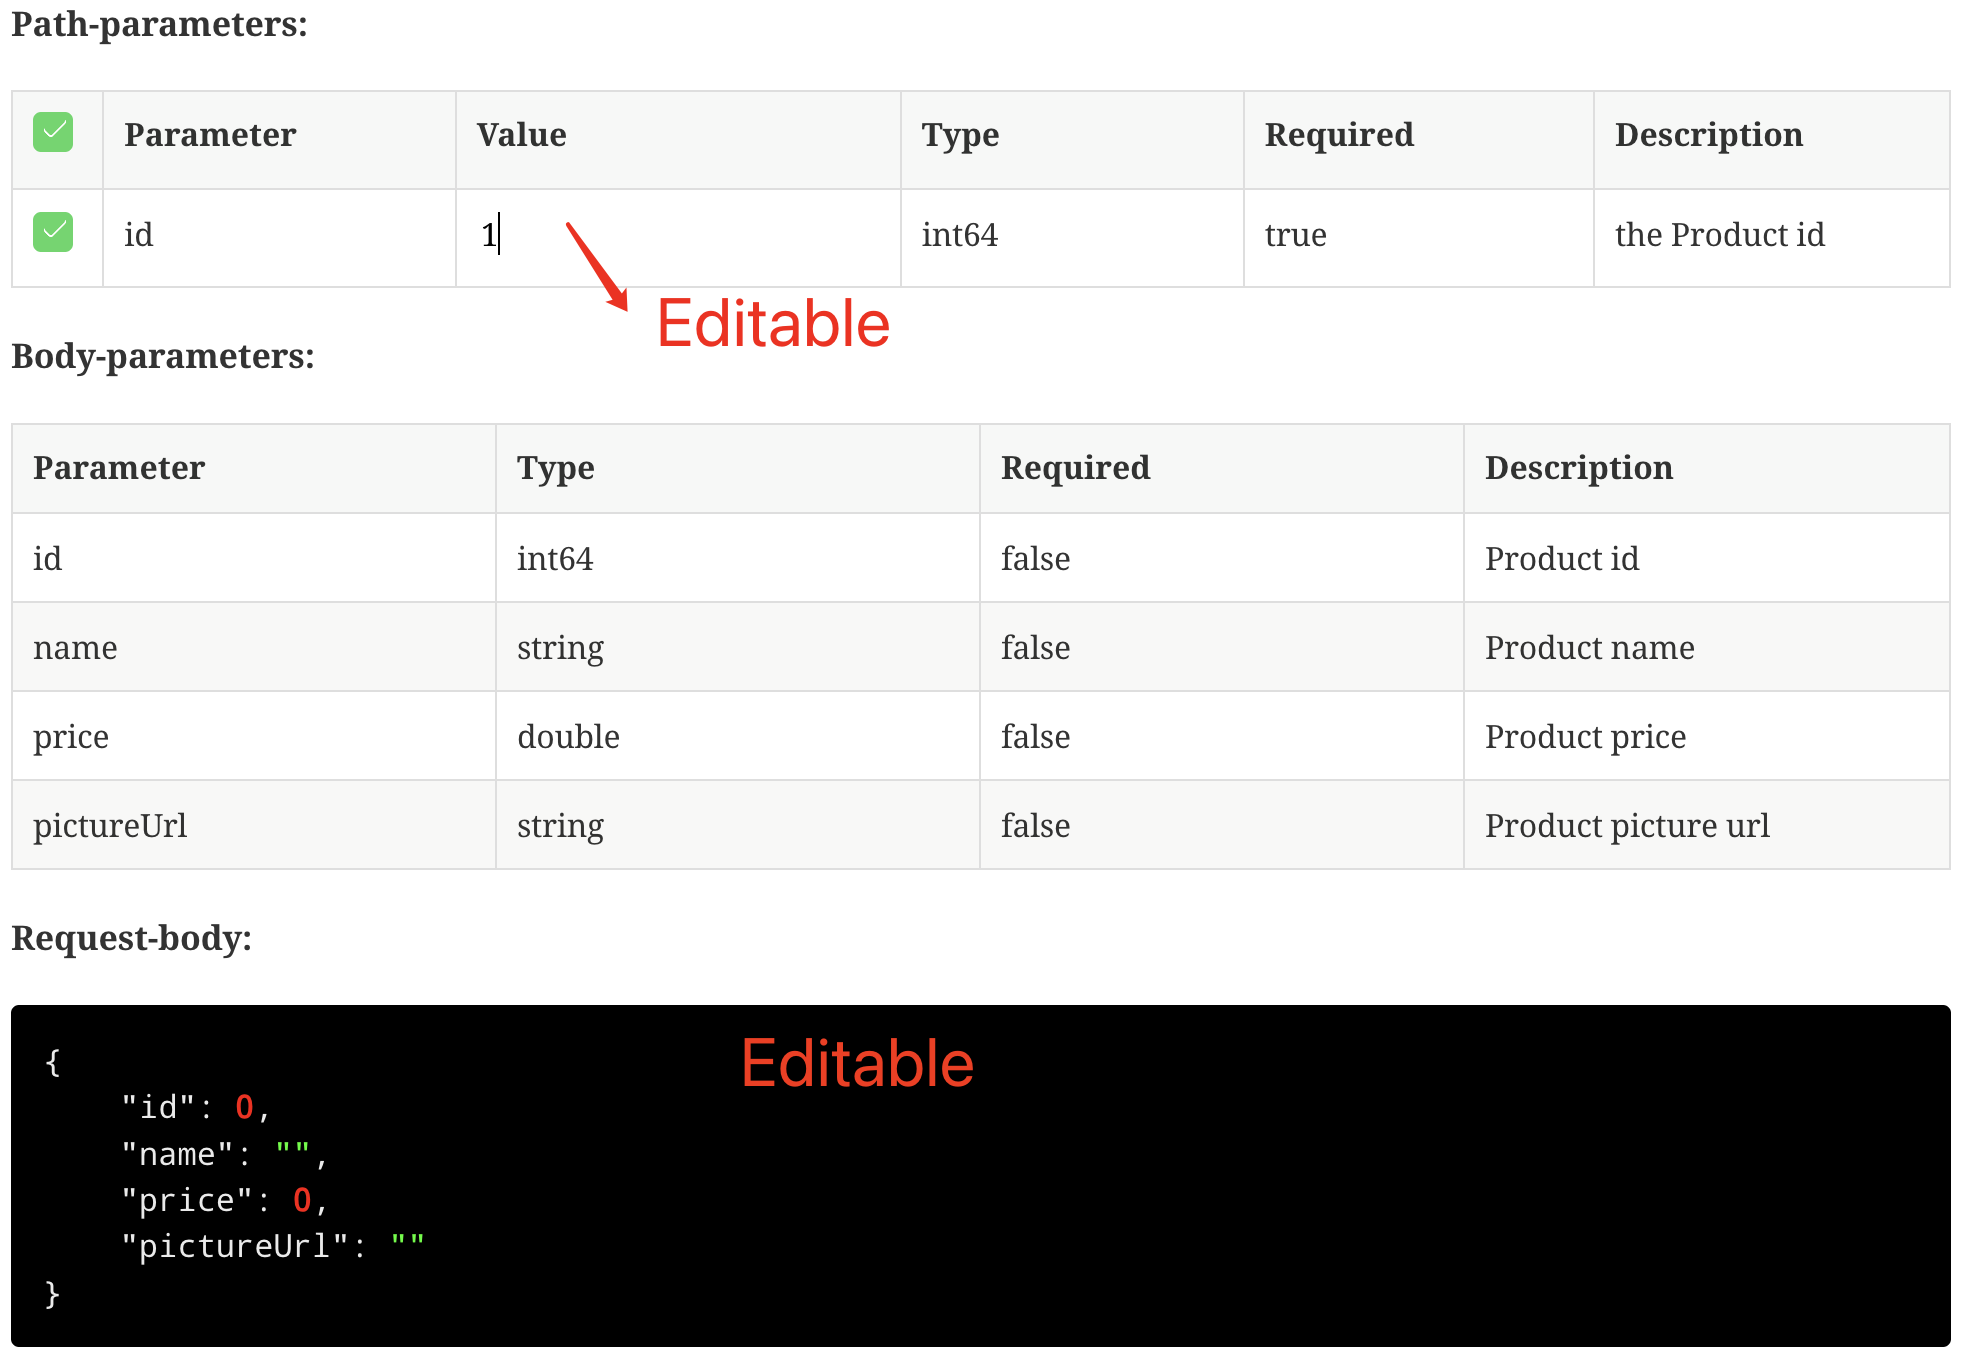 Path-parameters:
Parameter Value Type Required Description
id 1 int64 true the Product id
Editable
Body-parameters:
Parameter Type Required Description
id int64 false Product id
name string false Product name
price double false Product price
pictureUrl string false Product picture url
Request-body:
Editable
{
"id": 0,
"name": "",
"price": 0,
"pictureUrl": ""
}